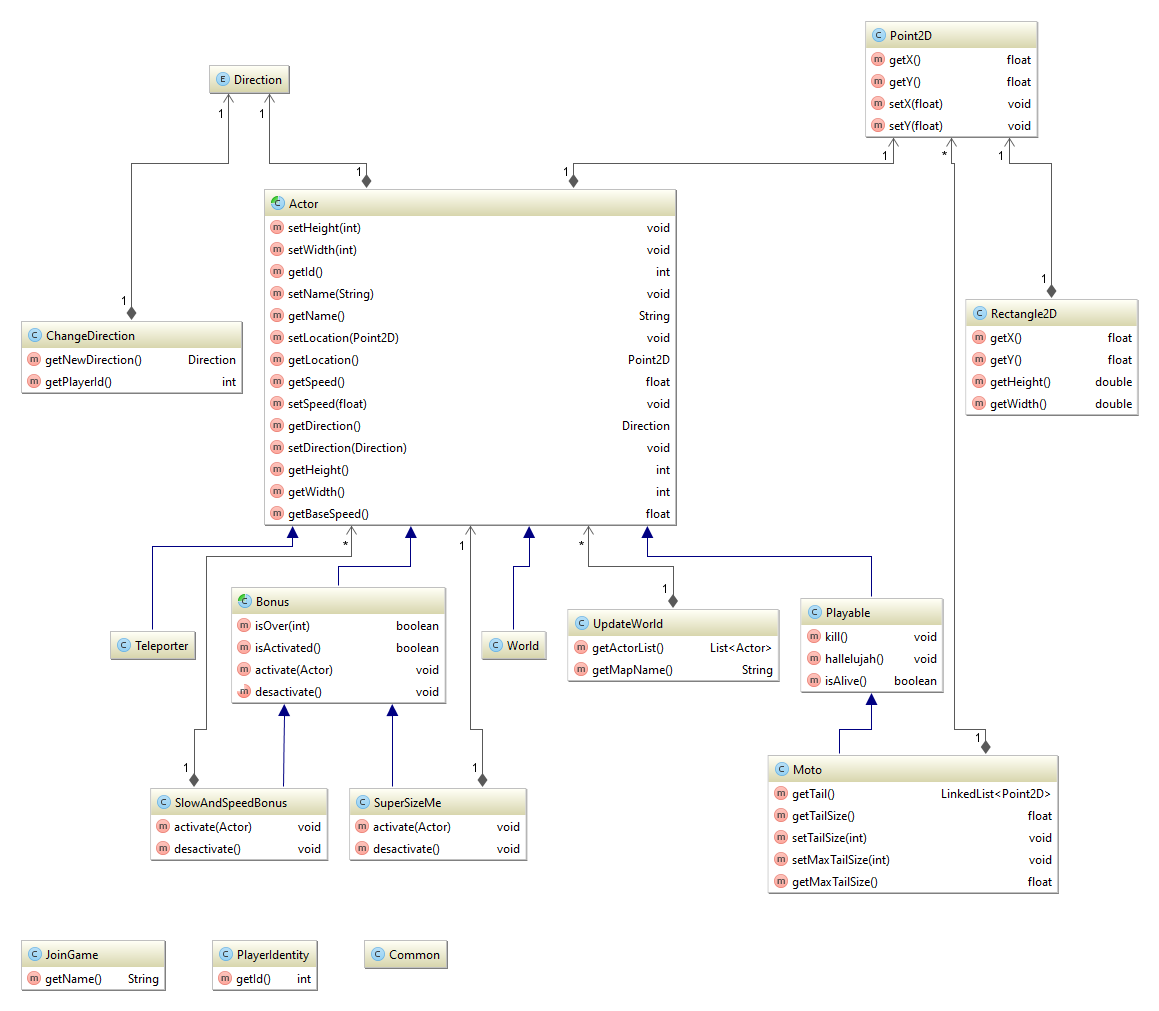 C Point2D
m getX() float
m getY() float
m setX(float) void
m setY(float) void
E Direction
1
1
1
1
1
*
1
C Actor
m setHeight(int) void
m setWidth(int) void
m getId() int
m setName(String) void
m getName() String
m setLocation(Point2D) void
m getLocation() Point2D
m getSpeed() float
m setSpeed(float) void
m getDirection() Direction
m setDirection(Direction) void
m getHeight() int
m getWidth() int
m getBaseSpeed() float
1
C ChangeDirection
m getNewDirection() Direction
m getPlayerId() int
1
C Rectangle2D
m getX() float
m getY() float
m getHeight() double
m getWidth() double
*
1
*
1
C Teleporter
C Bonus
m isOver(int) boolean
m isActivated() boolean
m activate(Actor) void
m desactivate() void
C World
C UpdateWorld
m getActorList() List<Actor>
m getMapName() String
C Playable
m kill() void
m hallelujah() void
m isAlive() boolean
1
1
1
C SlowAndSpeedBonus
m activate(Actor) void
m desactivate() void
C SuperSizeMe
m activate(Actor) void
m desactivate() void
C Moto
m getTail() LinkedList<Point2D>
m getTailSize() float
m setTailSize(int) void
m setMaxTailSize(int) void
m getMaxTailSize() float
C JoinGame
m getName() String
C PlayerIdentity
m getId() int
C Common